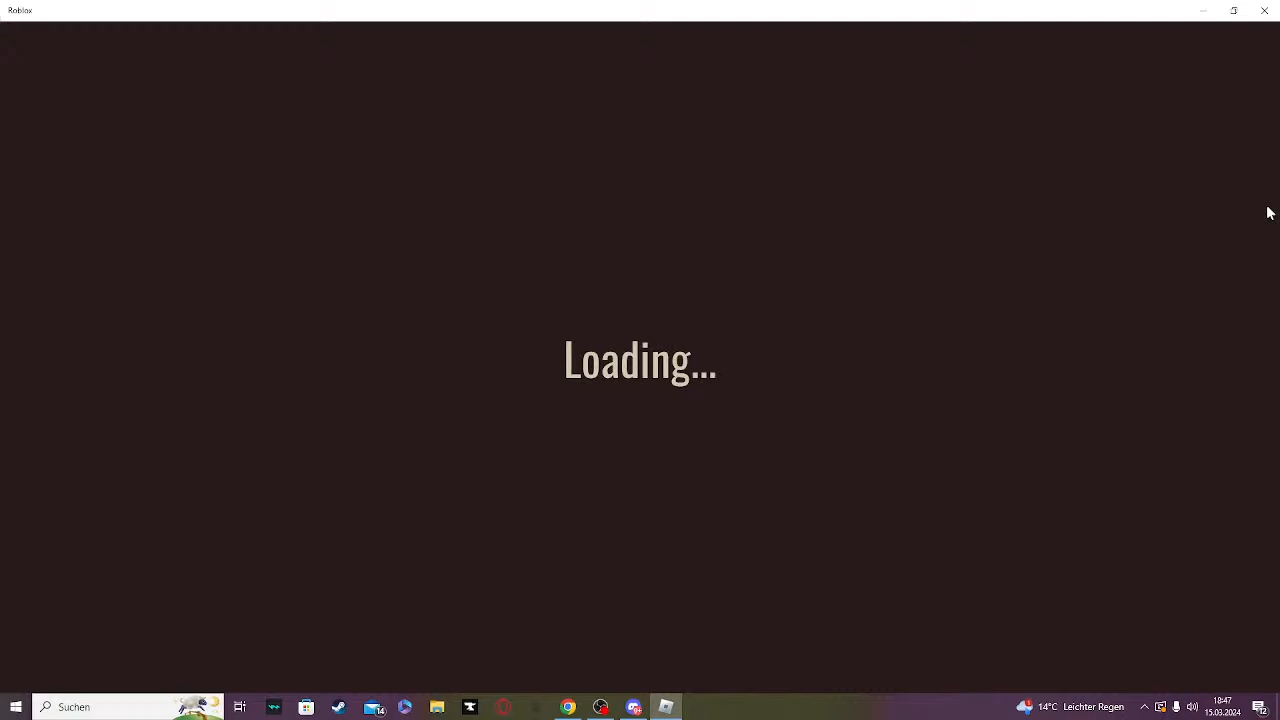 Roblox
Loading...
Suchen
14°C Leichter Regen
18:47
15.03.2024